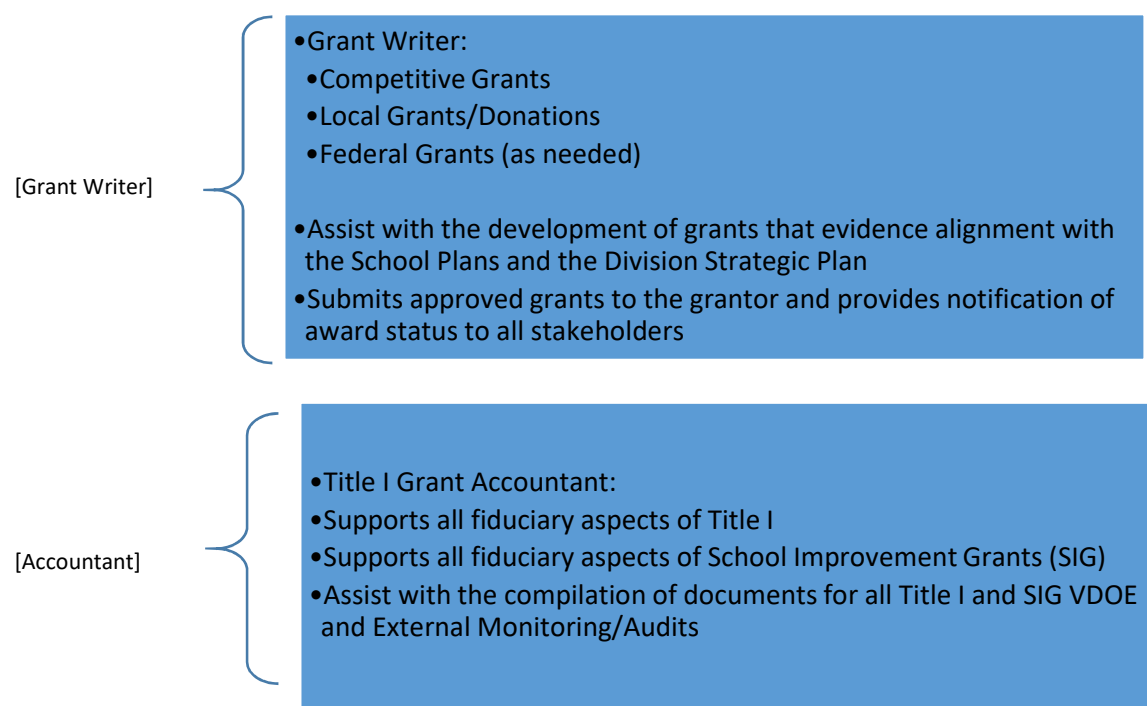 [Grant Writer]
•Grant Writer:
•Competitive Grants
•Local Grants/Donations
•Federal Grants (as needed)
•Assist with the development of grants that evidence alignment with
the School Plans and the Division Strategic Plan
•Submits approved grants to the grantor and provides notification of
award status to all stakeholders
[Accountant]
•Title I Grant Accountant:
•Supports all fiduciary aspects of Title I
•Supports all fiduciary aspects of School Improvement Grants (SIG)
•Assist with the compilation of documents for all Title I and SIG VDOE
and External Monitoring/Audits